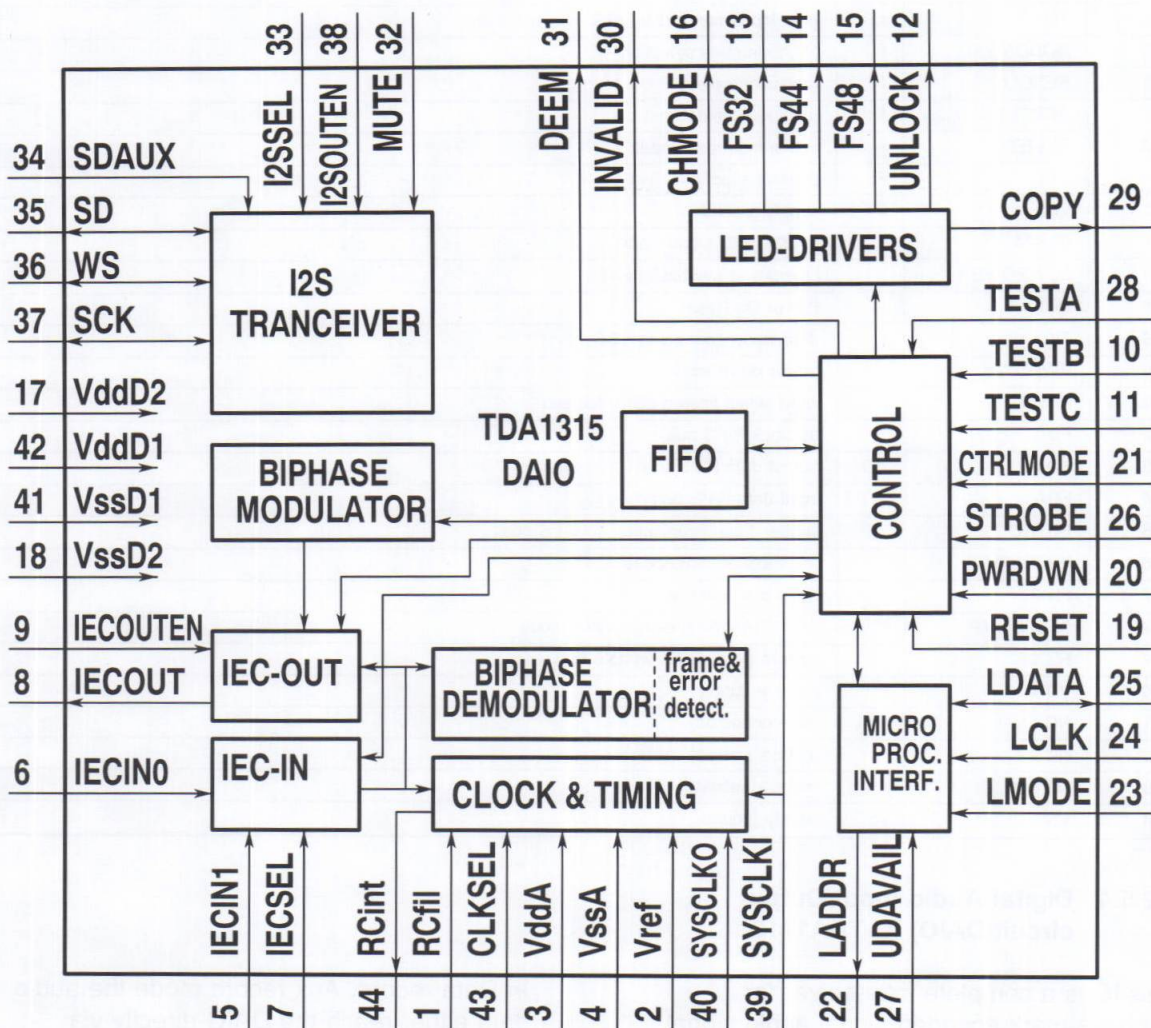 33 I2SSEL
38 I2SOUTEN
32 MUTE
31 DEEM
30 INVALID
16 CHMODE
13 FS32
14 FS44
15 FS48
12 UNLOCK
34 SDAUX
35 SD
36 WS
37 SCK
17 VddD2
42 VddD1
41 VssD1
18 VssD2
9 IECOUTEN
8 IECOUT
6 IECIN0
I2S
TRANCEIVER
LED-DRIVERS
TDA1315
DAIO
FIFO
CONTROL
BIPHASE
MODULATOR
IEC-OUT
BIPHASE
DEMODULATOR
frame&
error
detect.
IEC-IN
CLOCK & TIMING
MICRO
PROC.
INTERF.
COPY 29
TESTA 28
TESTB 10
TESTC 11
CTRLMODE 21
STROBE 26
PWRDWN 20
RESET 19
LDATA 25
LCLK 24
LMODE 23
IECIN1 5
IECSEL 7
RCint 44
RCfil 1
CLKSEL 43
VddA 3
VssA 4
Vref 2
SYSSLKO 40
SYSCLKI 39
LADDR 22
UDAVAIL 27